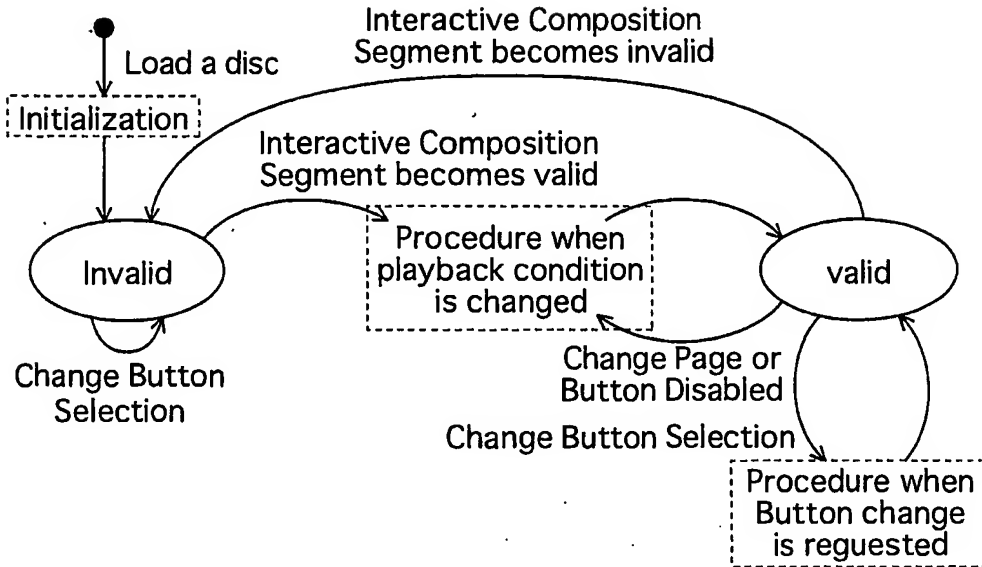 Interactive Composition
Segment becomes invalid
Load a disc
Initialization
Interactive Composition
Segment becomes valid
Invalid
Procedure when
playback condition
is changed
valid
Change Button
Selection
Change Page or
Button Disabled
Change Button Selection
Procedure when
Button change
is reguested